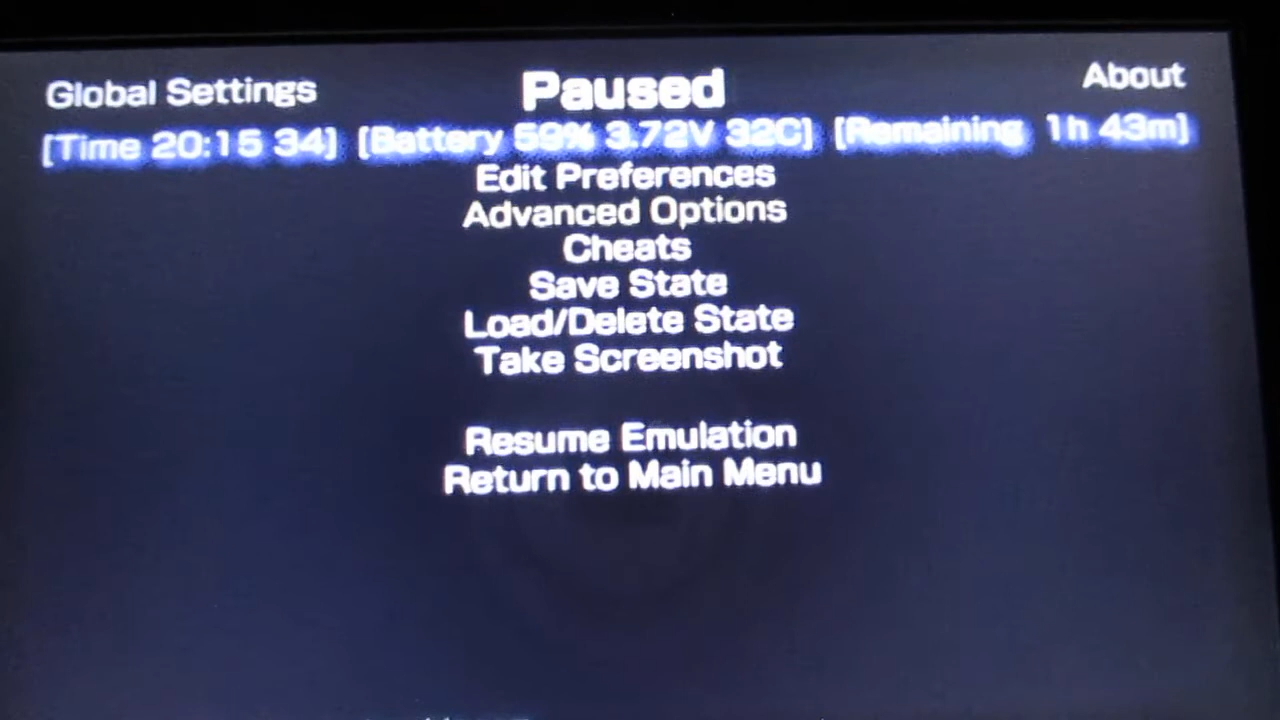 Global Settings Paused About
[Time 20:15 34] [Battery 59% 3.72V 32C] [Remaining 1h 43m]
Edit Preferences
Advanced Options
Cheats
Save State
Load/Delete State
Take Screenshot
Resume Emulation
Return to Main Menu